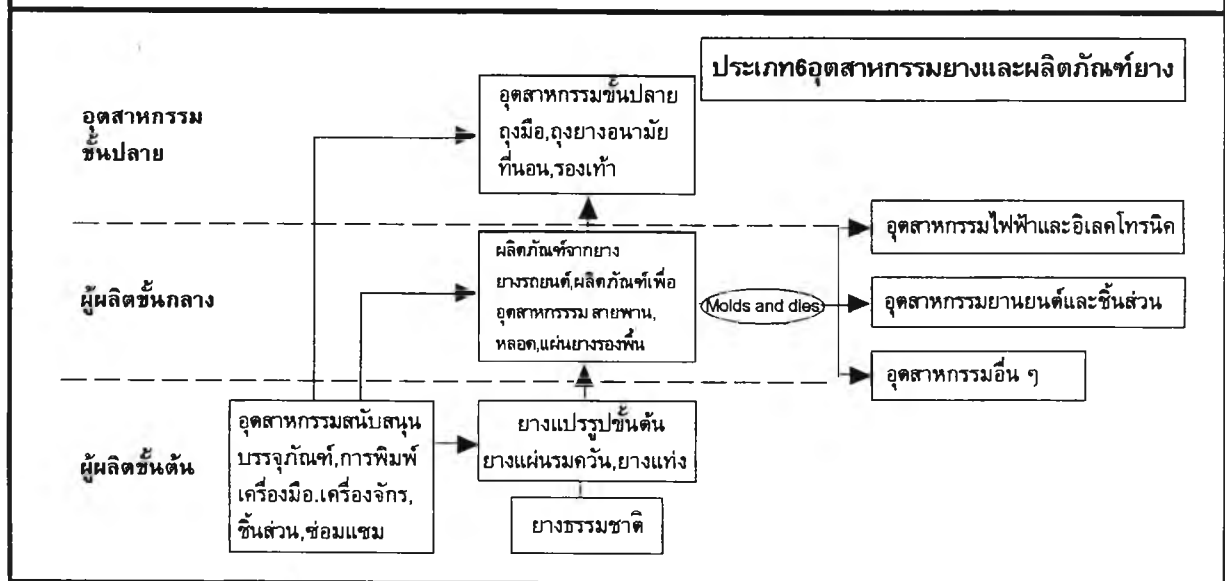 ประเภท6อุตสาหกรรมยางและผลิตภัณฑ์ยาง
อุตสาหกรรม
ขั้นปลาย
อุตสาหกรรมขั้นปลาย
ถุงมือ,ถุงยางอนามัย
ที่นอน,รองเท้า
ผู้ผลิตขั้นกลาง
ผลิตภัณฑ์จากยาง
ยางรถยนต์,ผลิตภัณฑ์เพื่อ
อุตสาหกรรรม สายพาน,
หลอด,แผ่นยางรองพื้น
Molds and dies
อุตสาหกรรมไฟฟ้าและอิเลคโทรนิค
อุตสาหกรรมยานยนต์และชิ้นส่วน
อุตสาหกรรมอื่น ๆ
ผู้ผลิตขั้นต้น
อุตสาหกรรมสนับสนุน
บรรจุภัณฑ์,การพิมพ์
เครื่องมือ.เครื่องจักร,
ชิ้นส่วน,ซ่อมแซม
ยางแปรรูปขั้นต้น
ยางแผ่นรมควัน,ยางแท่ง
ยางธรรมชาติ